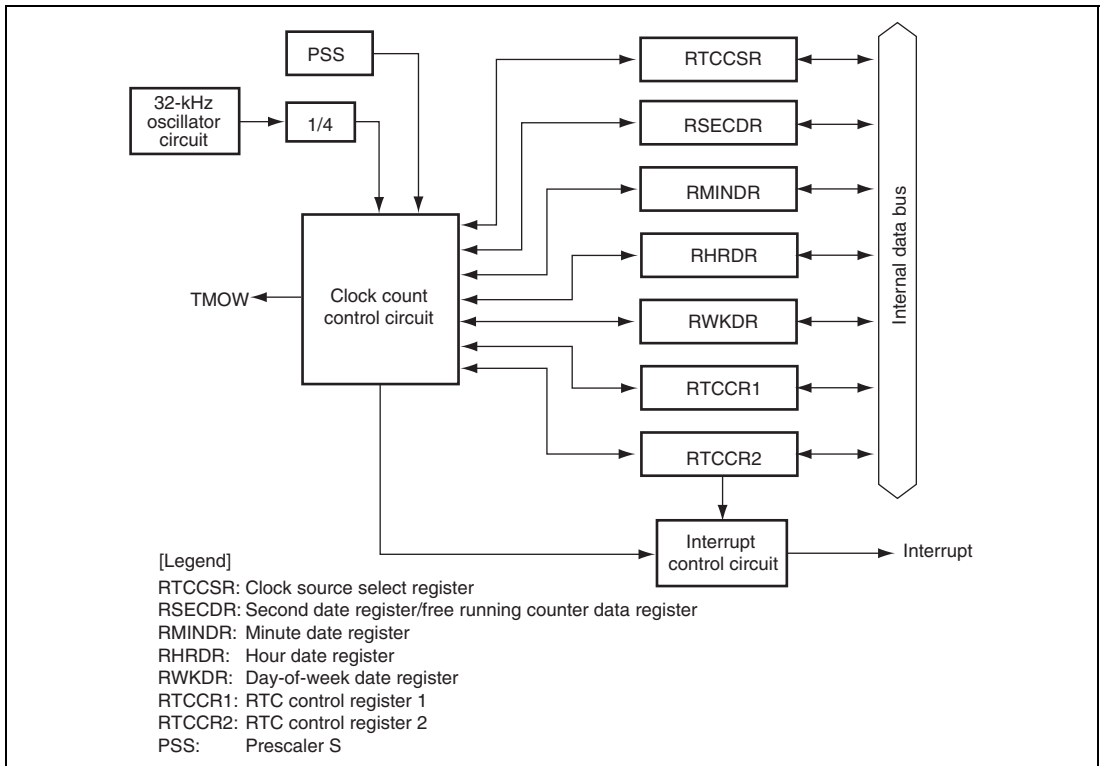 PSS
RTCCSR
32-kHz
oscillator
circuit
1/4
RSECDR
RMINDR
RHRDR
Internal data bus
TMOW
Clock count
control circuit
RWKDR
RTCCR1
RTCCR2
Interrupt
control circuit
Interrupt
[Legend]
RTCCSR: Clock source select register
RSECDR: Second date register/free running counter data register
RMINDR: Minute date register
RHRDR: Hour date register
RWKDR: Day-of-week date register
RTCCR1: RTC control register 1
RTCCR2: RTC control register 2
PSS: Prescaler S